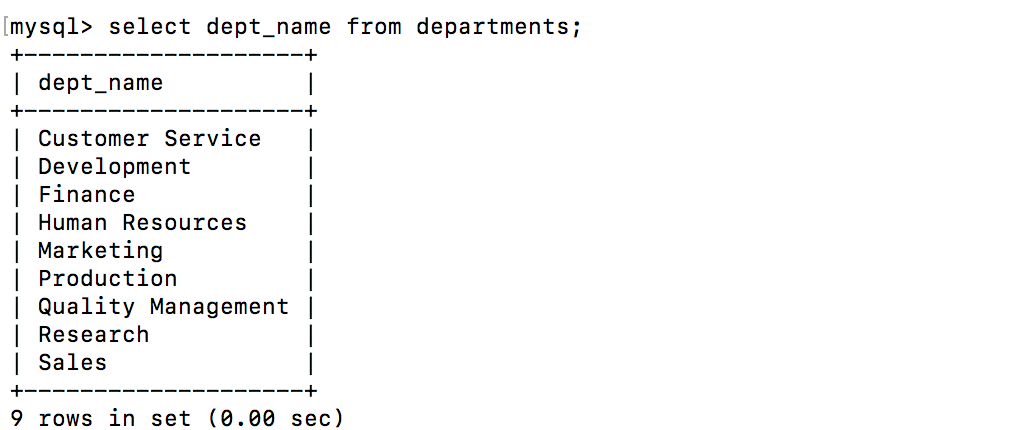 [mysql> select dept_name from departments;
+--------------------+
| dept_name          |
+--------------------+
| Customer Service   |
| Development        |
| Finance            |
| Human Resources    |
| Marketing          |
| Production         |
| Quality Management |
| Research           |
| Sales              |
+--------------------+
9 rows in set (0.00 sec)